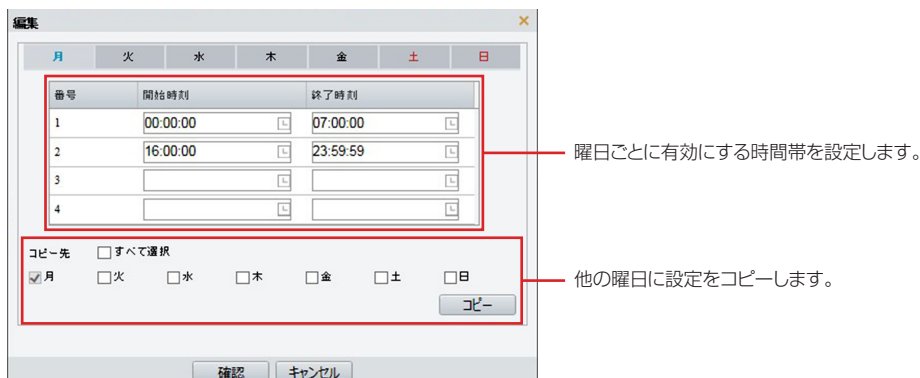 編集 ×
月 火 水 木 金 土 日
番号 開始時刻 終了時刻
1 00:00:00 07:00:00
2 16:00:00 23:59:59
3
4
曜日ごとに有効にする時間帯を設定します。
コピー先 すべて選択
月 火 水 木 金 土 日
コピー
他の曜日に設定をコピーします。
確認 キャンセル